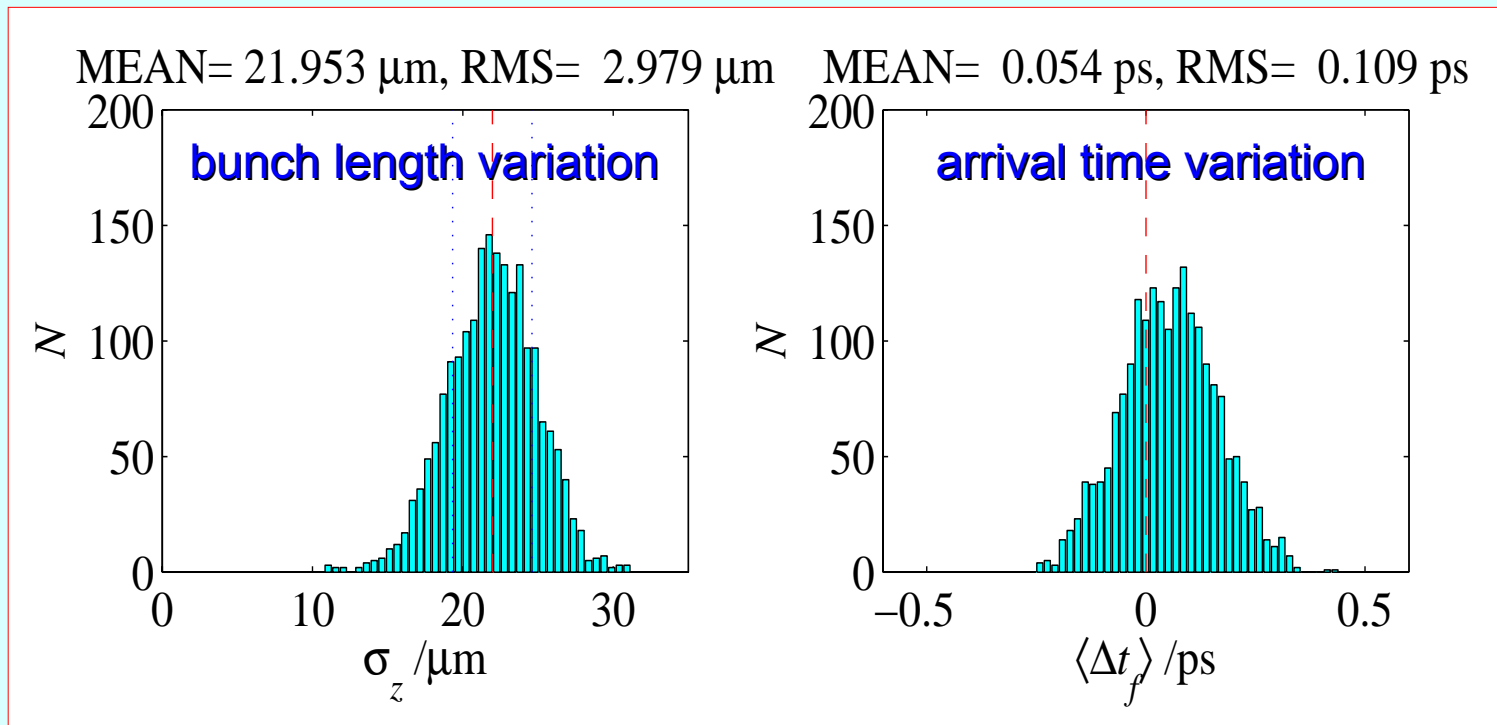 MEAN= 21.953 μm, RMS= 2.979 μm
bunch length variation
N
200
150
100
50
0
0 10 20 30
σz /μm
MEAN= 0.054 ps, RMS= 0.109 ps
arrival time variation
N
200
150
100
50
0
−0.5 0 0.5
⟨Δtf⟩ /ps